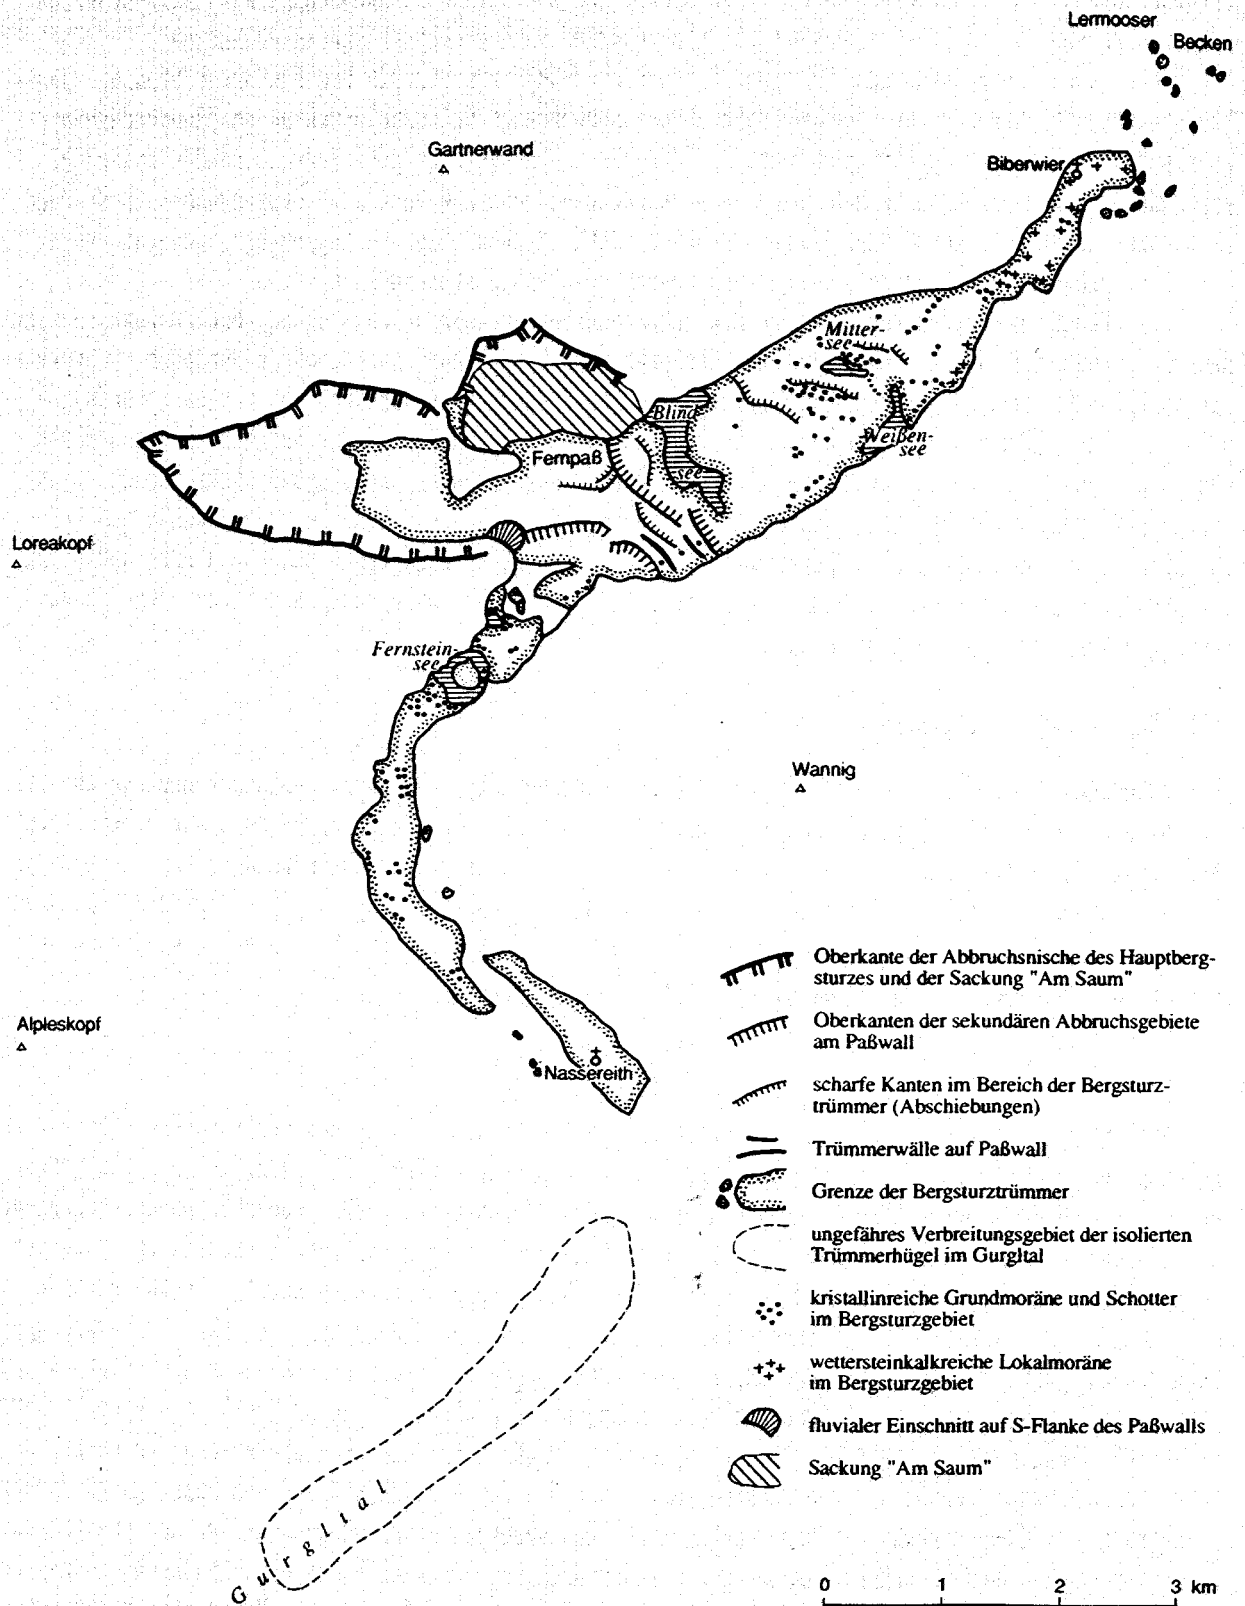 Lermooser
Becken
Gartnerwand
Biberwier
Mitter-
see
Blind
see
Weißen-
see
Fernpaß
Loreakopf
Fernstein-
see
Wannig
Alpleskopf
Nassereith
Oberkante der Abbruchsnische des Hauptberg-
sturzes und der Sackung "Am Saum"
Oberkanten der sekundären Abbruchsgebiete
am Paßwall
scharfe Kanten im Bereich der Bergsturz-
trümmer (Abschiebungen)
Trümmerwälle auf Paßwall
Grenze der Bergsturztrümmer
ungefähres Verbreitungsgebiet der isolierten
Trümmerhügel im Gurgltal
kristallinreiche Grundmoräne und Schotter
im Bergsturzgebiet
wettersteinkalkreiche Lokalmoräne
im Bergsturzgebiet
fluvialer Einschnitt auf S-Flanke des Paßwalls
Sackung "Am Saum"
Gurgltal
0 1 2 3 km